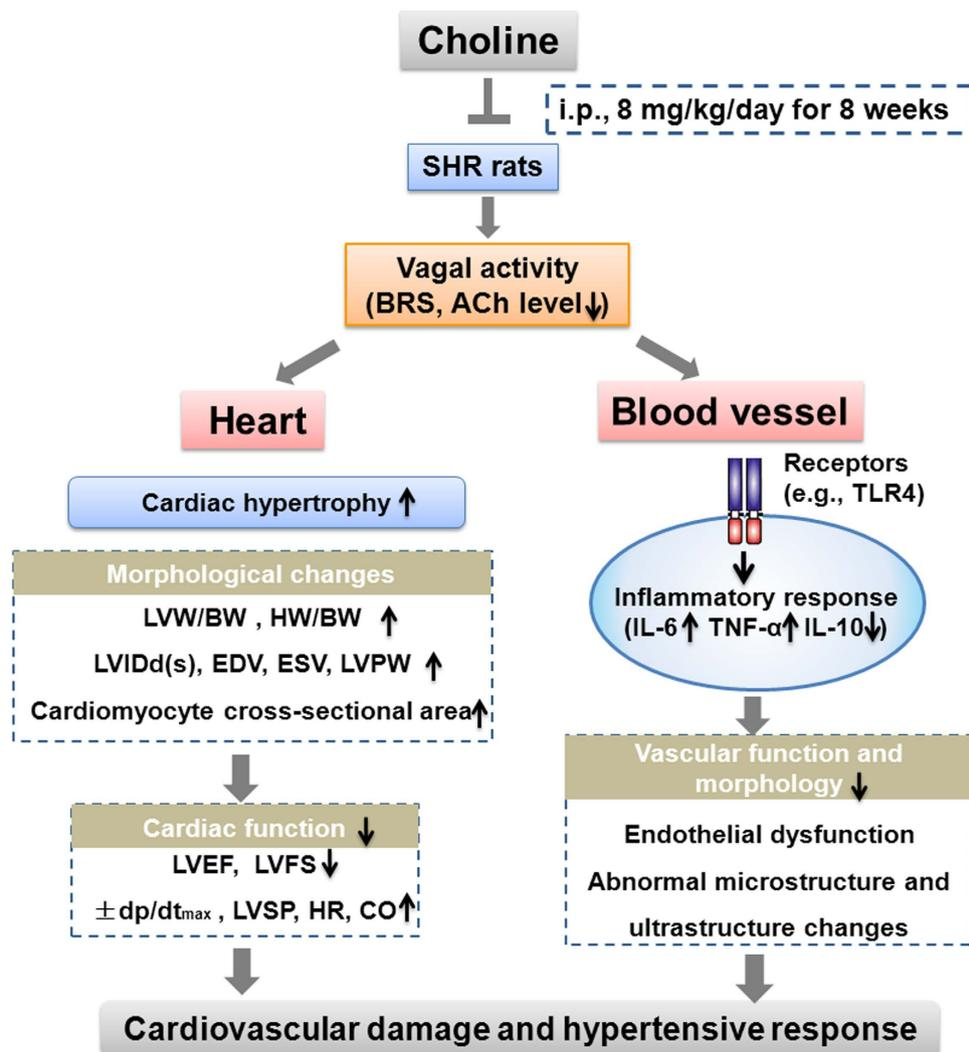 Choline
i.p., 8 mg/kg/day for 8 weeks
SHR rats
Vagal activity
(BRS, ACh level↓)
Heart
Blood vessel
Receptors
(e.g., TLR4)
Cardiac hypertrophy ↑
Morphological changes
LVW/BW , HW/BW ↑
LVIDd(s), EDV, ESV, LVPW ↑
Cardiomyocyte cross-sectional area↑
Inflammatory response
(IL-6↑ TNF-α↑ IL-10↓)
Cardiac function ↓
LVEF, LVFS↓
±dp/dtmax , LVSP, HR, CO↑
Vascular function and
morphology ↓
Endothelial dysfunction
Abnormal microstructure and
ultrastructure changes
Cardiovascular damage and hypertensive response